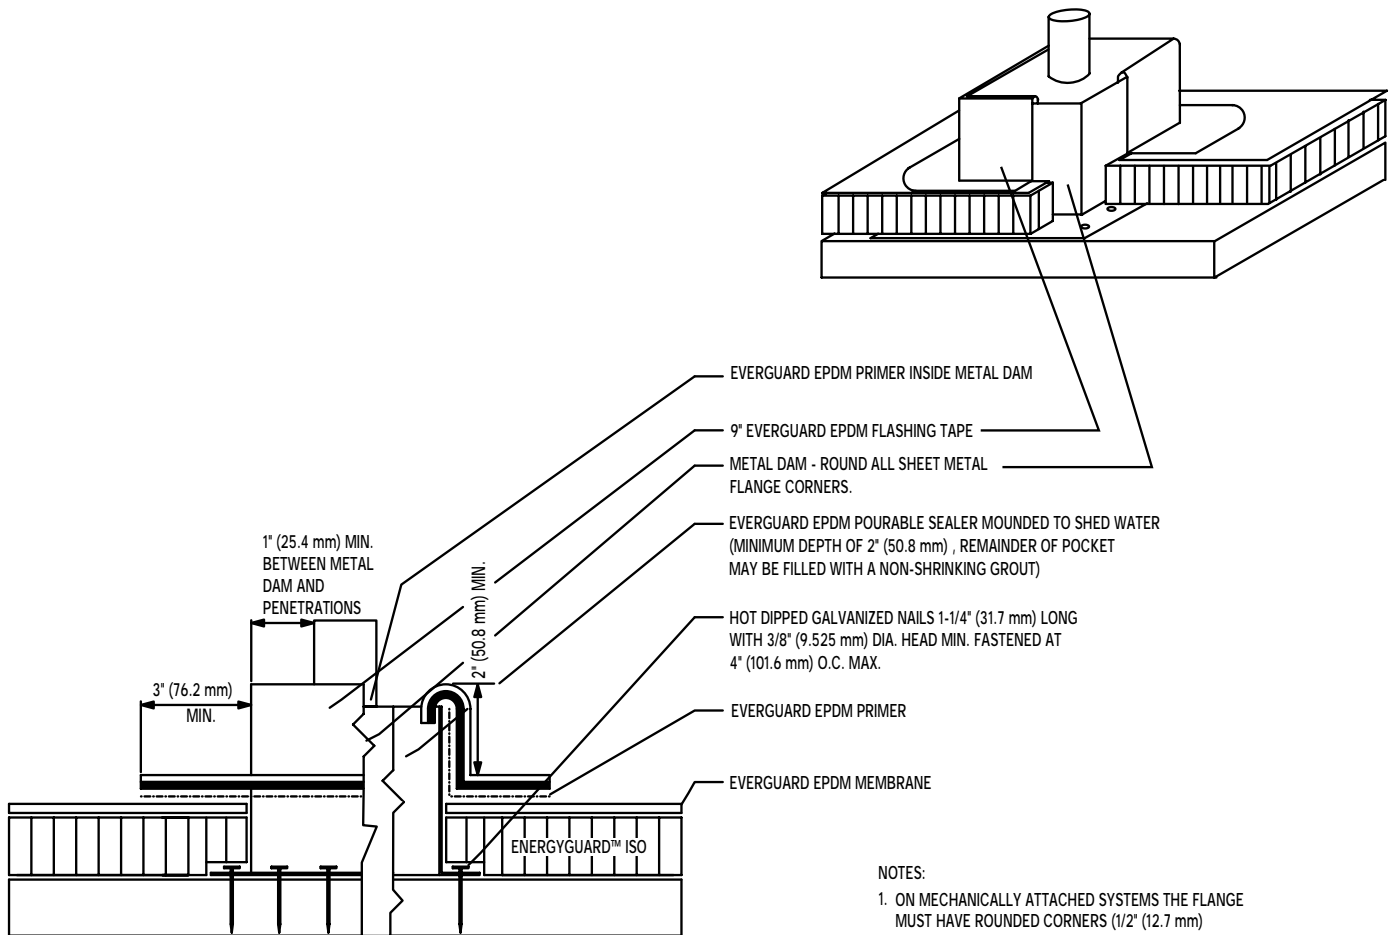 EVERGUARD EPDM PRIMER INSIDE METAL DAM
9" EVERGUARD EPDM FLASHING TAPE
METAL DAM - ROUND ALL SHEET METAL
FLANGE CORNERS.
EVERGUARD EPDM POURABLE SEALER MOUNDED TO SHED WATER
(MINIMUM DEPTH OF 2" (50.8 mm) , REMAINDER OF POCKET
MAY BE FILLED WITH A NON-SHRINKING GROUT)
1" (25.4 mm) MIN.
BETWEEN METAL
DAM AND
PENETRATIONS
2" (50.8 mm) MIN.
HOT DIPPED GALVANIZED NAILS 1-1/4" (31.7 mm) LONG
WITH 3/8" (9.525 mm) DIA. HEAD MIN. FASTENED AT
4" (101.6 mm) O.C. MAX.
3" (76.2 mm)
MIN.
EVERGUARD EPDM PRIMER
EVERGUARD EPDM MEMBRANE
ENERGYGUARD™ ISO
NOTES:
1. ON MECHANICALLY ATTACHED SYSTEMS THE FLANGE
MUST HAVE ROUNDED CORNERS (1/2" (12.7 mm)